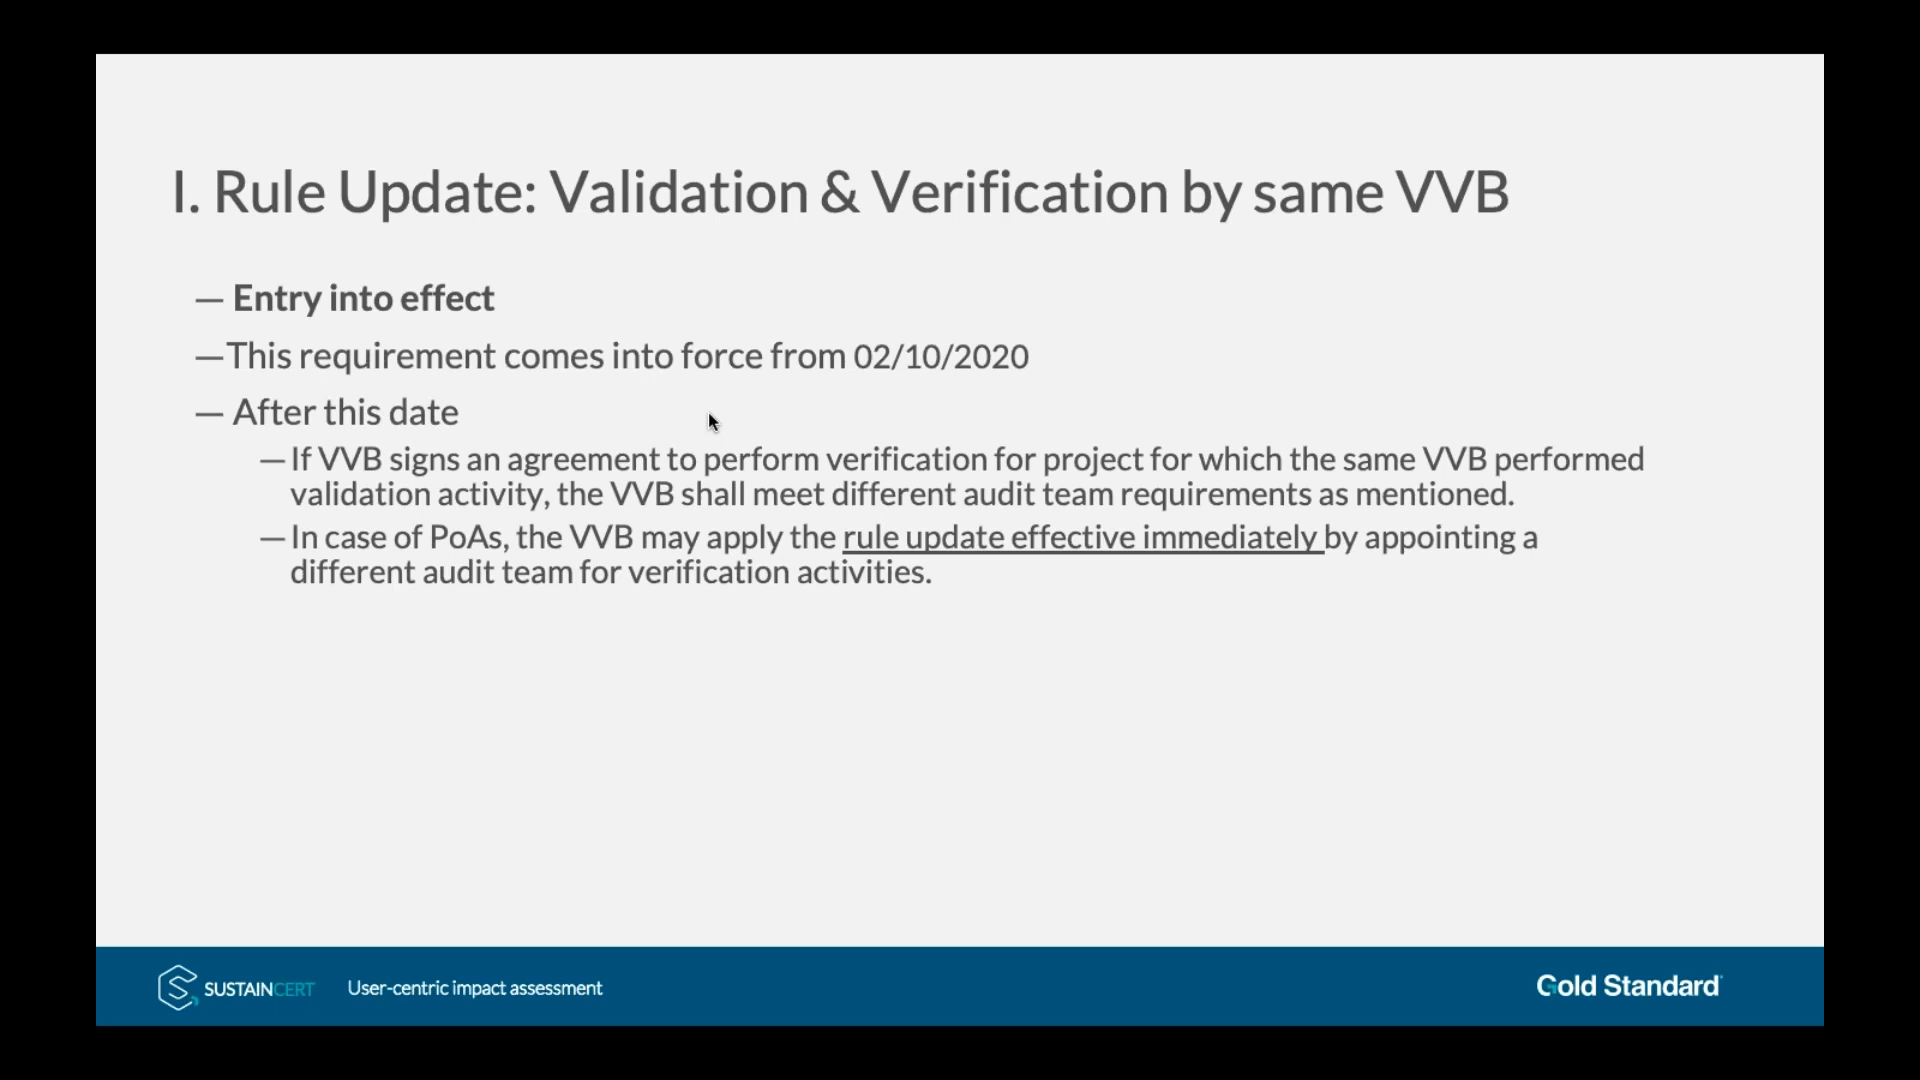 I. Rule Update: Validation & Verification by same VVB
— Entry into effect
—This requirement comes into force from 02/10/2020
— After this date
—If VVB signs an agreement to perform verification for project for which the same VVB performed
validation activity, the VVB shall meet different audit team requirements as mentioned.
—In case of PoAs, the VVB may apply the rule update effective immediately by appointing a
different audit team for verification activities.
SUSTAINCERT
User-centric impact assessment
Gold Standard